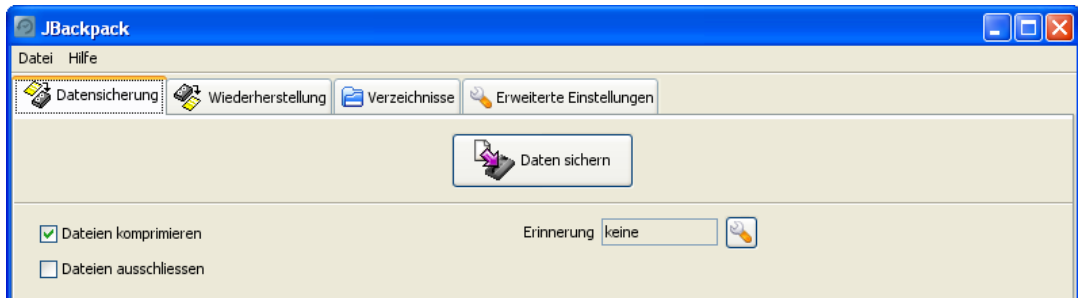 JBackpack
Datei Hilfe
Datensicherung Wiederherstellung Verzeichnisse Erweiterte Einstellungen
Daten sichern
Dateien komprimieren Erinnerung keine
Dateien ausschliessen